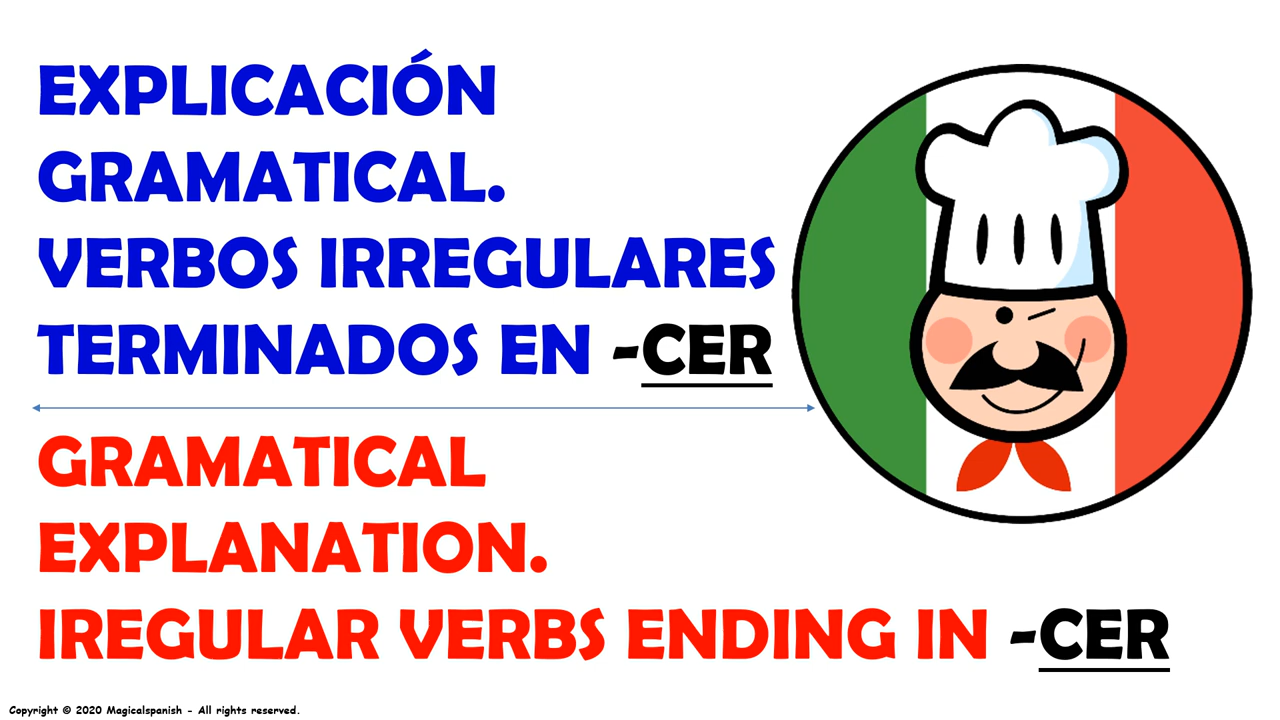 EXPLICACIÓN
GRAMATICAL.
VERBOS IRREGULARES
TERMINADOS EN -CER
GRAMATICAL
EXPLANATION.
IREGULAR VERBS ENDING IN -CER
Copyright © 2020 Magicalspanish - All rights reserved.